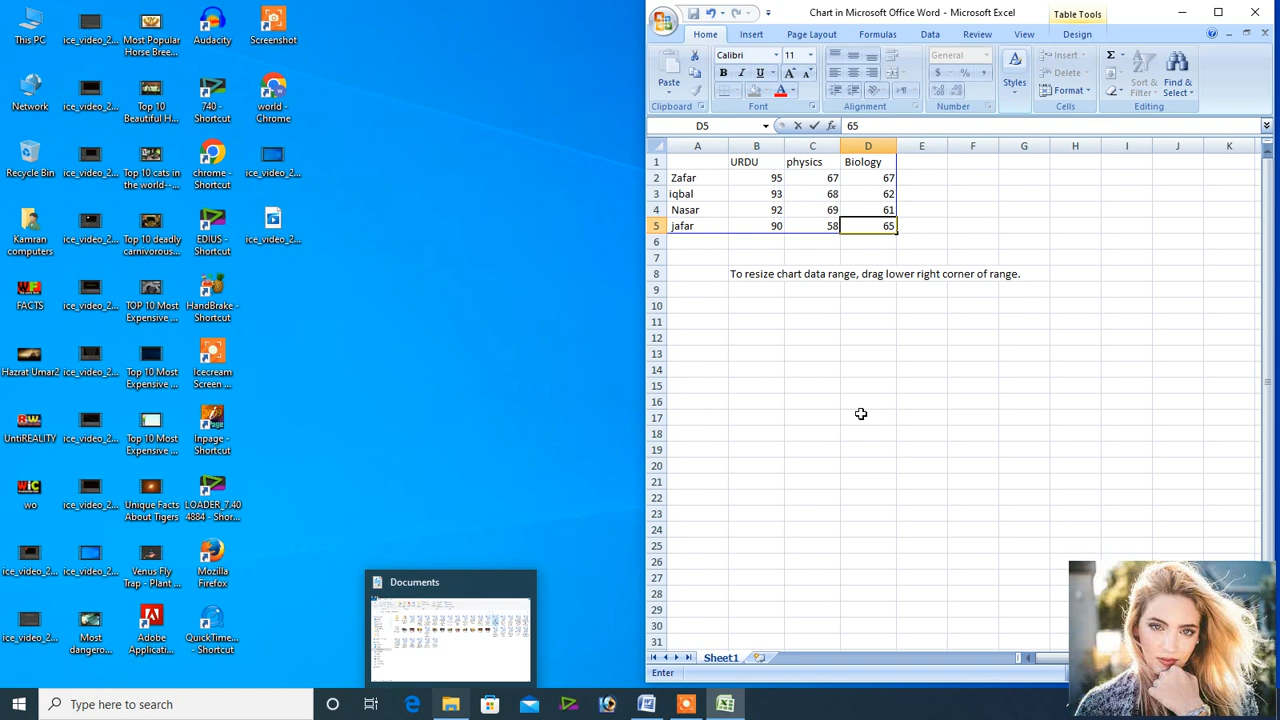 This PC
ice_video_2...
Most Popular
Horse Bree...
Audacity
Screenshot
Network
ice_video_2...
Top 10
Beautiful H...
740 -
Shortcut
world -
Chrome
Recycle Bin
ice_video_2...
Top 10 cats in
the world--...
chrome -
Shortcut
ice_video_2...
Kamran
computers
ice_video_2...
Top 10 deadly
carnivorous...
EDIUS -
Shortcut
ice_video_2...
FACTS
ice_video_2...
TOP 10 Most
Expensive ...
HandBrake -
Shortcut
Hazrat Umar2
ice_video_2...
Top 10 Most
Expensive ...
Icecream
Screen ...
UntiREALITY
ice_video_2...
Top 10 Most
Expensive ...
Inpage -
Shortcut
wo
ice_video_2...
Unique Facts
About Tigers
LOADER_7.40
4884 - Shor...
ice_video_2...
ice_video_2...
Venus Fly
Trap - Plant ...
Mozilla
Firefox
ice_video_2...
Most
dangero...
Adobe
Applicati...
QuickTime...
- Shortcut
Documents
Type here to search
Chart in Microsoft Office Word - Microsoft Excel
Table Tools
Home Insert Page Layout Formulas Data Review View Design
Paste
Calibri 11
B I U A A
General
$ % ,
Styles
Insert
Delete
Format
Σ
Sort &
Filter
Find &
Select
Clipboard Font Alignment Number Cells Editing
D5 fx 65
A B C D E F G H I J K
1 URDU physics Biology
2 Zafar 95 67 67
3 iqbal 93 68 62
4 Nasar 92 69 61
5 jafar 90 58 65
6
7
8 To resize chart data range, drag lower right corner of range.
9
10
11
12
13
14
15
16
17
18
19
20
21
22
23
24
25
26
27
28
29
30
31
Sheet1
Enter